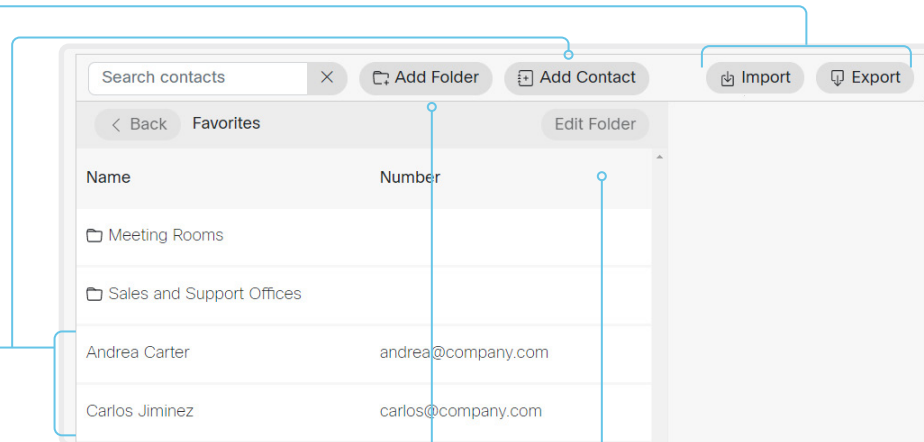 Search contacts Add Folder Add Contact Import Export
Back Favorites Edit Folder
Name Number
Meeting Rooms
Sales and Support Offices
Andrea Carter andrea@company.com
Carlos Jiminez carlos@company.com